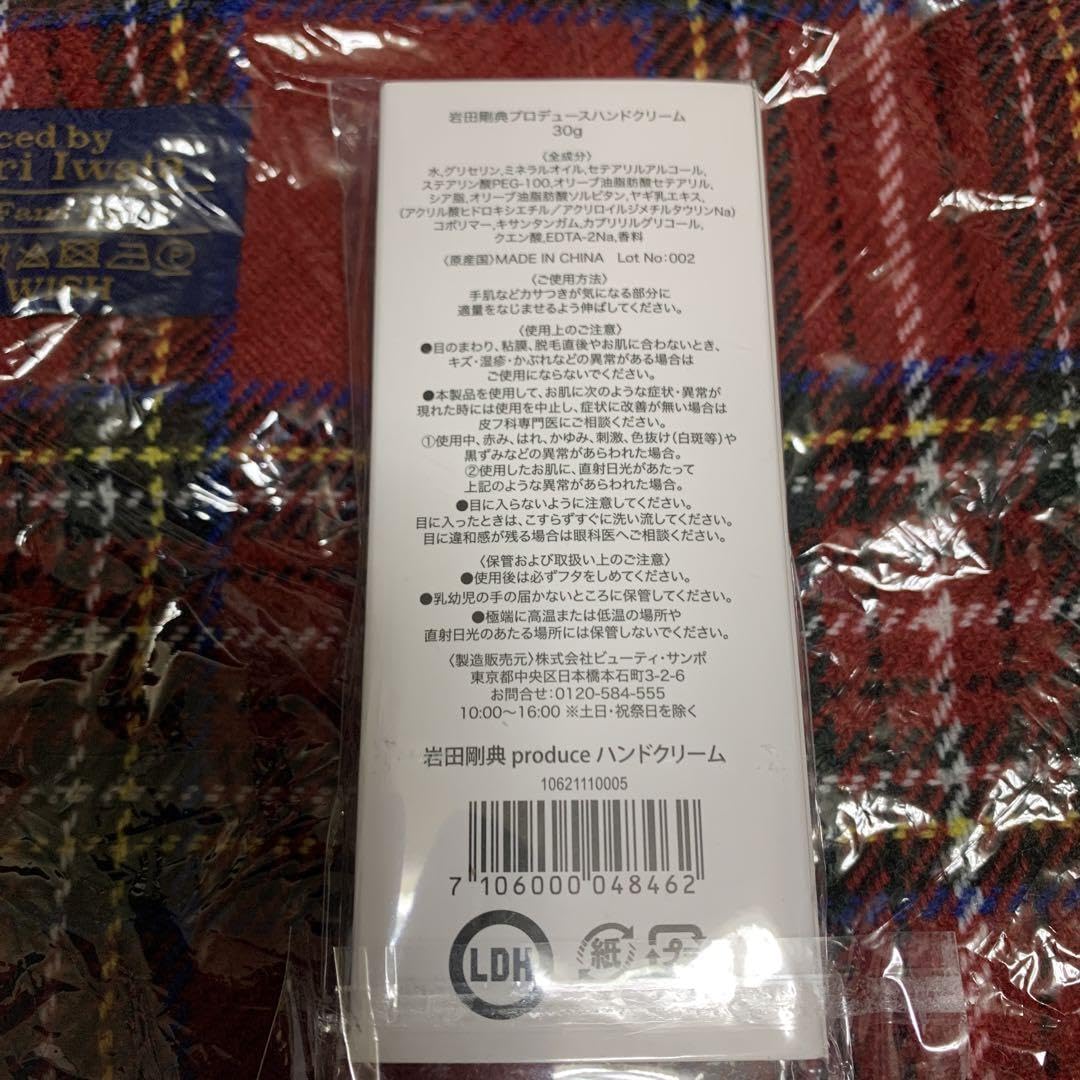 岩田剛典プロデュースハンドクリーム
30g
〈全成分〉
水,グリセリン,ミネラルオイル,セテアリルアルコール,
ステアリン酸PEG-100,オリーブ油脂肪酸セテアリル,
シア脂,オリーブ油脂肪酸ソルビタン,ヤギ乳エキス,
(アクリル酸ヒドロキシエチル/アクリロイルジメチルタウリンNa)
コポリマー,キサンタンガム,カプリリルグリコール,
クエン酸,EDTA-2Na,香料
〈原産国〉MADE IN CHINA Lot No:002
〈ご使用方法〉
手肌などカサつきが気になる部分に
適量をなじませるよう伸ばしてください。
〈使用上のご注意〉
●目のまわり、粘膜、脱毛直後やお肌に合わないとき、
キズ・湿疹・かぶれなどの異常がある場合は
ご使用にならないでください。
●本製品を使用して、お肌に次のような症状・異常が
現れた時には使用を中止し、症状に改善が無い場合は
皮フ科専門医にご相談ください。
①使用中、赤み、はれ、かゆみ、刺激、色抜け(白斑等)や
黒ずみなどの異常があらわれた場合。
②使用したお肌に、直射日光があたって
上記のような異常があらわれた場合。
●目に入らないように注意してください。
目に入ったときは、こすらずすぐに洗い流してください。
目に違和感が残る場合は眼科医へご相談ください。
〈保管および取扱い上のご注意〉
●使用後は必ずフタをしめてください。
●乳幼児の手の届かないところに保管してください。
●極端に高温または低温の場所や
直射日光のあたる場所には保管しないでください。
〈製造販売元〉株式会社ビューティ・サンポ
東京都中央区日本橋本石町3-2-6
お問合せ:0120-584-555
10:00~16:00 ※土日・祝祭日を除く
岩田剛典 produce ハンドクリーム
10621110005
7 106000 048462
LDH
紙
プラ
ced by
ri Iwata
WISH